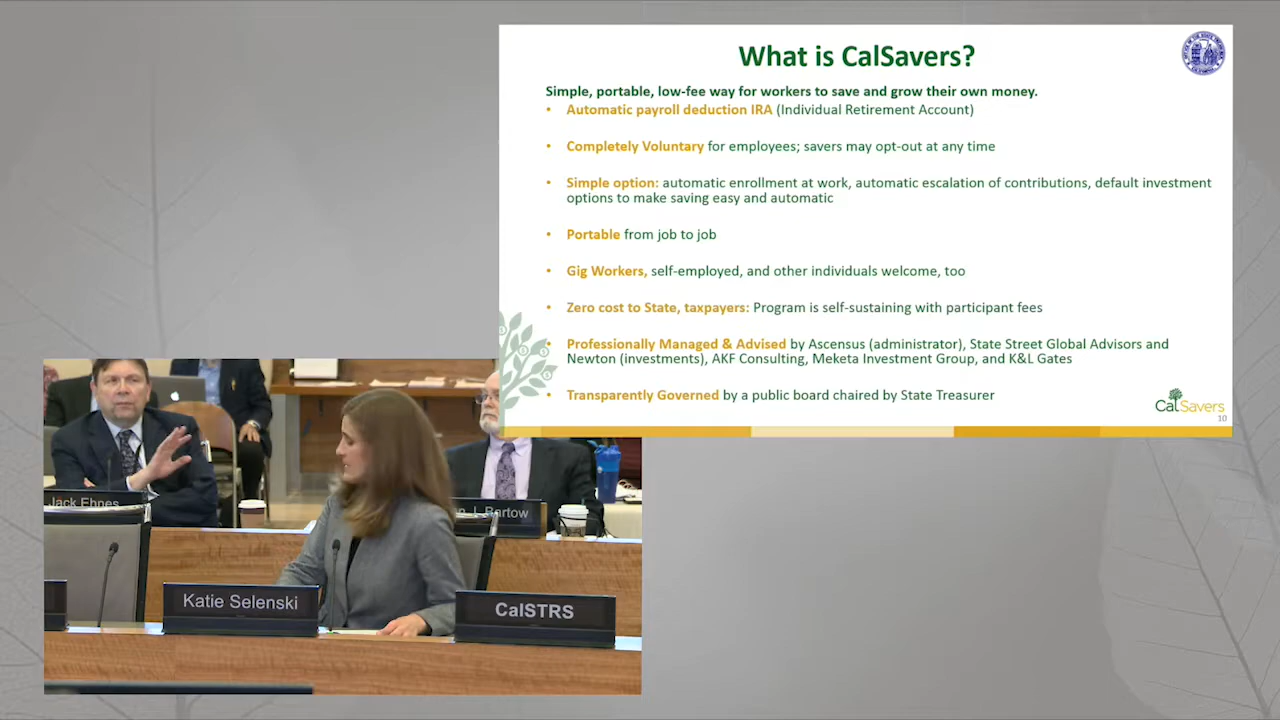 What is CalSavers?
Simple, portable, low-fee way for workers to save and grow their own money.
• Automatic payroll deduction IRA (Individual Retirement Account)
• Completely Voluntary for employees; savers may opt-out at any time
• Simple option: automatic enrollment at work, automatic escalation of contributions, default investment
options to make saving easy and automatic
• Portable from job to job
• Gig Workers, self-employed, and other individuals welcome, too
• Zero cost to State, taxpayers: Program is self-sustaining with participant fees
• Professionally Managed & Advised by Ascensus (administrator), State Street Global Advisors and
Newton (investments), AKF Consulting, Meketa Investment Group, and K&L Gates
• Transparently Governed by a public board chaired by State Treasurer
CalSavers
10
Jack Ehnes
J. Bartow
Katie Selenski
CalSTRS